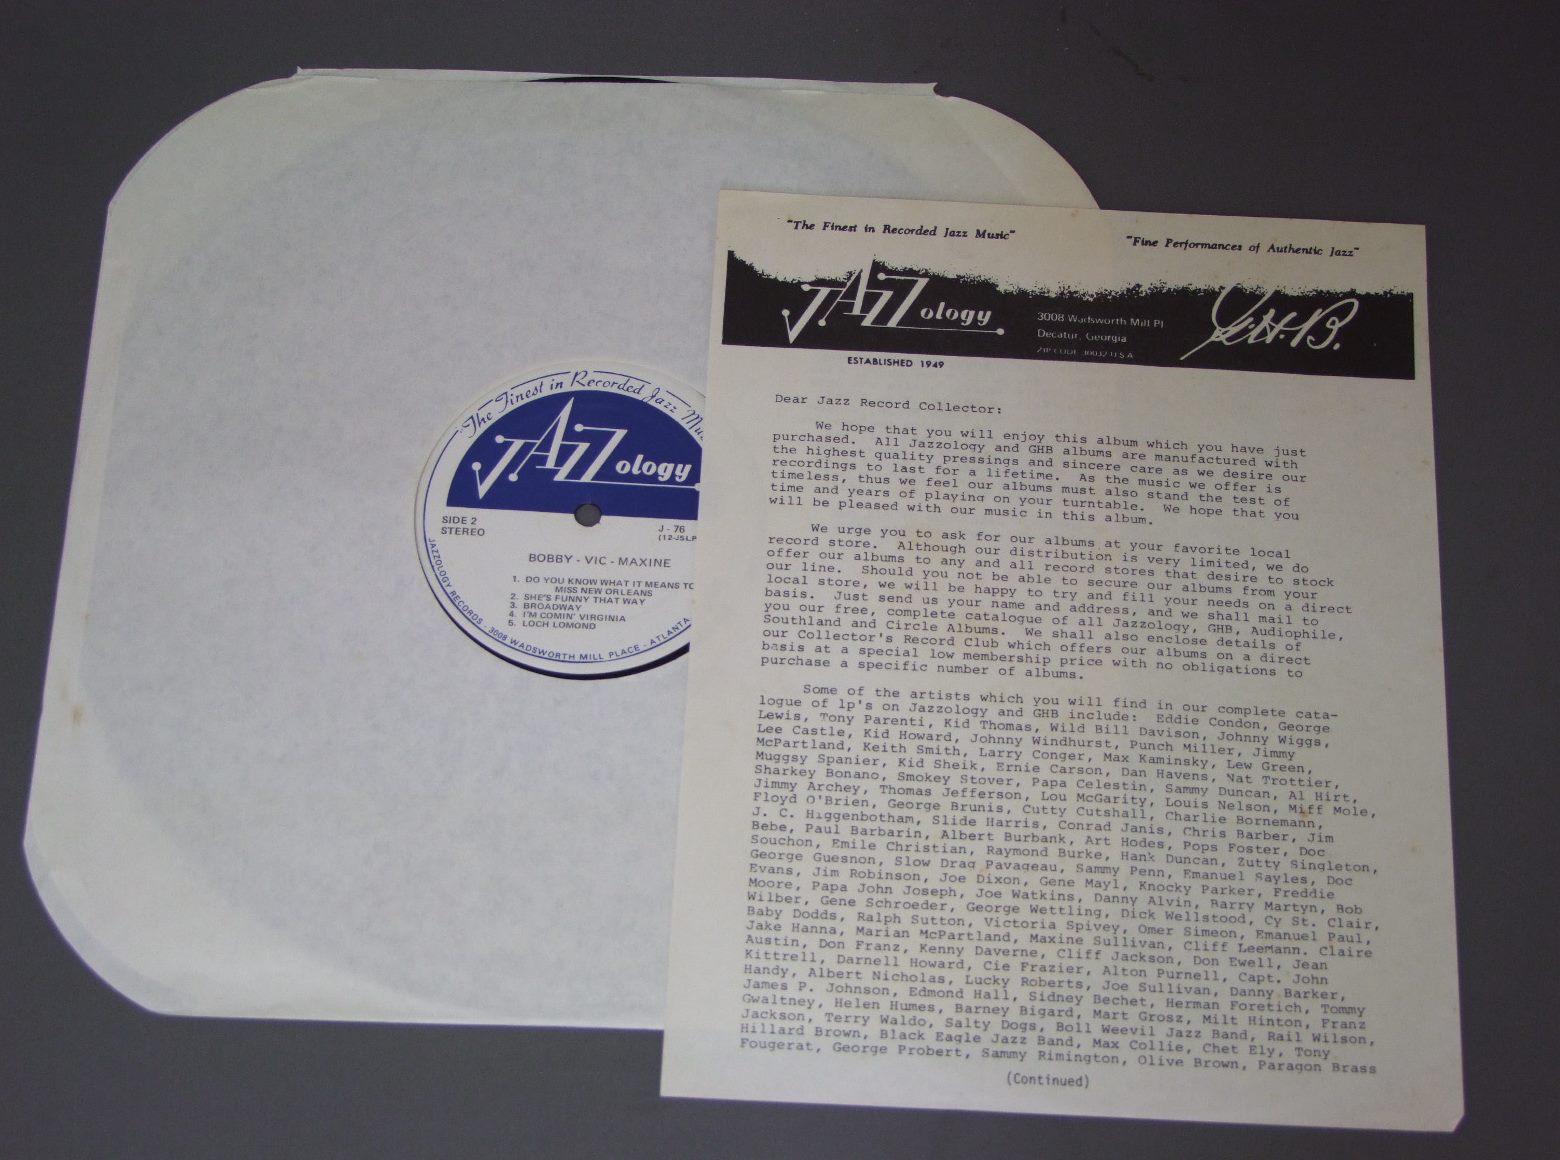 "The Finest in Recorded Jazz Mu
JAZZology
SIDE 2
STEREO
J - 76
(12-JSLP
BOBBY - VIC - MAXINE
1. DO YOU KNOW WHAT IT MEANS TO
MISS NEW ORLEANS
2. SHE'S FUNNY THAT WAY
3. BROADWAY
4. I'M COMIN' VIRGINIA
5. LOCH LOMOND
JAZZOLOGY RECORDS - 3008 WADSWORTH MILL PLACE - ATLANTA
"The Finest in Recorded Jazz Music"
"Fine Performances of Authentic Jazz"
JAZZology
3008 Wadsworth Mill Pl
Decatur, Georgia
ZIP CODE 30032 U S A
G.H.B.
ESTABLISHED 1949
Dear Jazz Record Collector:
We hope that you will enjoy this album which you have just
purchased. All Jazzology and GHB albums are manufactured with
the highest quality pressings and sincere care as we desire our
recordings to last for a lifetime. As the music we offer is
timeless, thus we feel our albums must also stand the test of
time and years of playing on your turntable. We hope that you
will be pleased with our music in this album.
We urge you to ask for our albums at your favorite local
record store. Although our distribution is very limited, we do
offer our albums to any and all record stores that desire to stock
our line. Should you not be able to secure our albums from your
local store, we will be happy to try and fill your needs on a direct
basis. Just send us your name and address, and we shall mail to
you our free, complete catalogue of all Jazzology, GHB, Audiophile,
Southland and Circle Albums. We shall also enclose details of
our Collector's Record Club which offers our albums on a direct
basis at a special low membership price with no obligations to
purchase a specific number of albums.
Some of the artists which you will find in our complete cata-
logue of lp's on Jazzology and GHB include: Eddie Condon, George
Lewis, Tony Parenti, Kid Thomas, Wild Bill Davison, Johnny Wiggs,
Lee Castle, Kid Howard, Johnny Windhurst, Punch Miller, Jimmy
McPartland, Keith Smith, Larry Conger, Max Kaminsky, Lew Green,
Muggsy Spanier, Kid Sheik, Ernie Carson, Dan Havens, Nat Trottier,
Sharkey Bonano, Smokey Stover, Papa Celestin, Sammy Duncan, Al Hirt,
Jimmy Archey, Thomas Jefferson, Lou McGarity, Louis Nelson, Miff Mole,
Floyd O'Brien, George Brunis, Cutty Cutshall, Charlie Bornemann,
J. C. Higgenbotham, Slide Harris, Conrad Janis, Chris Barber, Jim
Bebe, Paul Barbarin, Albert Burbank, Art Hodes, Pops Foster, Doc
Souchon, Emile Christian, Raymond Burke, Hank Duncan, Zutty Singleton,
George Guesnon, Slow Drag Pavageau, Sammy Penn, Emanuel Sayles, Doc
Evans, Jim Robinson, Joe Dixon, Gene Mayl, Knocky Parker, Freddie
Moore, Papa John Joseph, Joe Watkins, Danny Alvin, Barry Martyn, Bob
Wilber, Gene Schroeder, George Wettling, Dick Wellstood, Cy St. Clair,
Baby Dodds, Ralph Sutton, Victoria Spivey, Omer Simeon, Emanuel Paul,
Jake Hanna, Marian McPartland, Maxine Sullivan, Cliff Leemann. Claire
Austin, Don Franz, Kenny Daverne, Cliff Jackson, Don Ewell, Jean
Kittrell, Darnell Howard, Cie Frazier, Alton Purnell, Capt. John
Handy, Albert Nicholas, Lucky Roberts, Joe Sullivan, Danny Barker,
James P. Johnson, Edmond Hall, Sidney Bechet, Herman Foretich, Tommy
Gwaltney, Helen Humes, Barney Bigard, Mart Grosz, Milt Hinton, Franz
Jackson, Terry Waldo, Salty Dogs, Boll Weevil Jazz Band, Rail Wilson,
Hillard Brown, Black Eagle Jazz Band, Max Collie, Chet Ely, Tony
Fougerat, George Probert, Sammy Rimington, Olive Brown, Paragon Brass
(Continued)